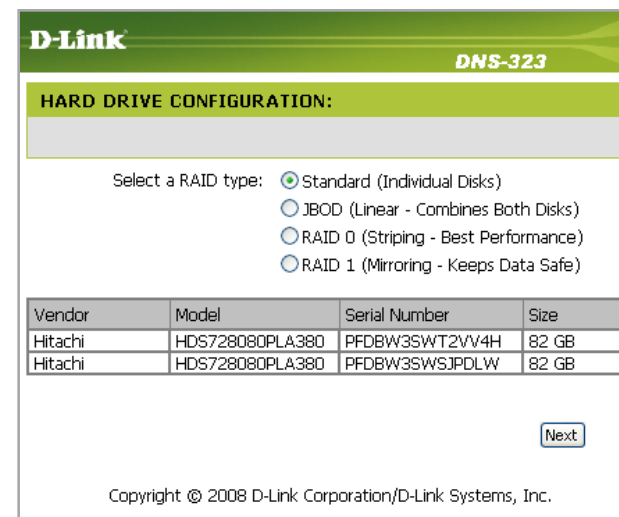 D-Link
DNS-323
HARD DRIVE CONFIGURATION:
Select a RAID type: Standard (Individual Disks)
JBOD (Linear - Combines Both Disks)
RAID 0 (Striping - Best Performance)
RAID 1 (Mirroring - Keeps Data Safe)
Vendor Model Serial Number Size
Hitachi HDS728080PLA380 PFDBW3SWT2VV4H 82 GB
Hitachi HDS728080PLA380 PFDBW3SWSJPDLW 82 GB
Next
Copyright © 2008 D-Link Corporation/D-Link Systems, Inc.